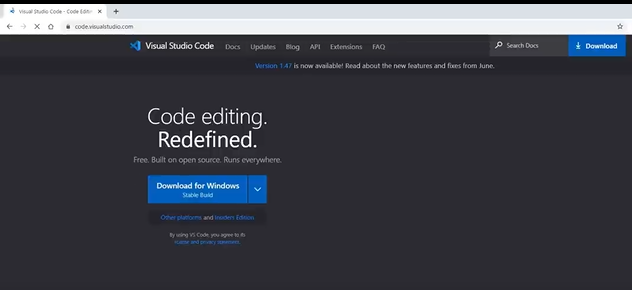 Visual Studio Code - Code Editin
code.visualstudio.com
Visual Studio Code Docs Updates Blog API Extensions FAQ Search Docs Download
Version 1.47 is now available! Read about the new features and fixes from June.
Code editing.
Redefined.
Free. Built on open source. Runs everywhere.
Download for Windows
Stable Build
Other platforms and Insiders Edition
By using VS Code, you agree to its
license and privacy statement.